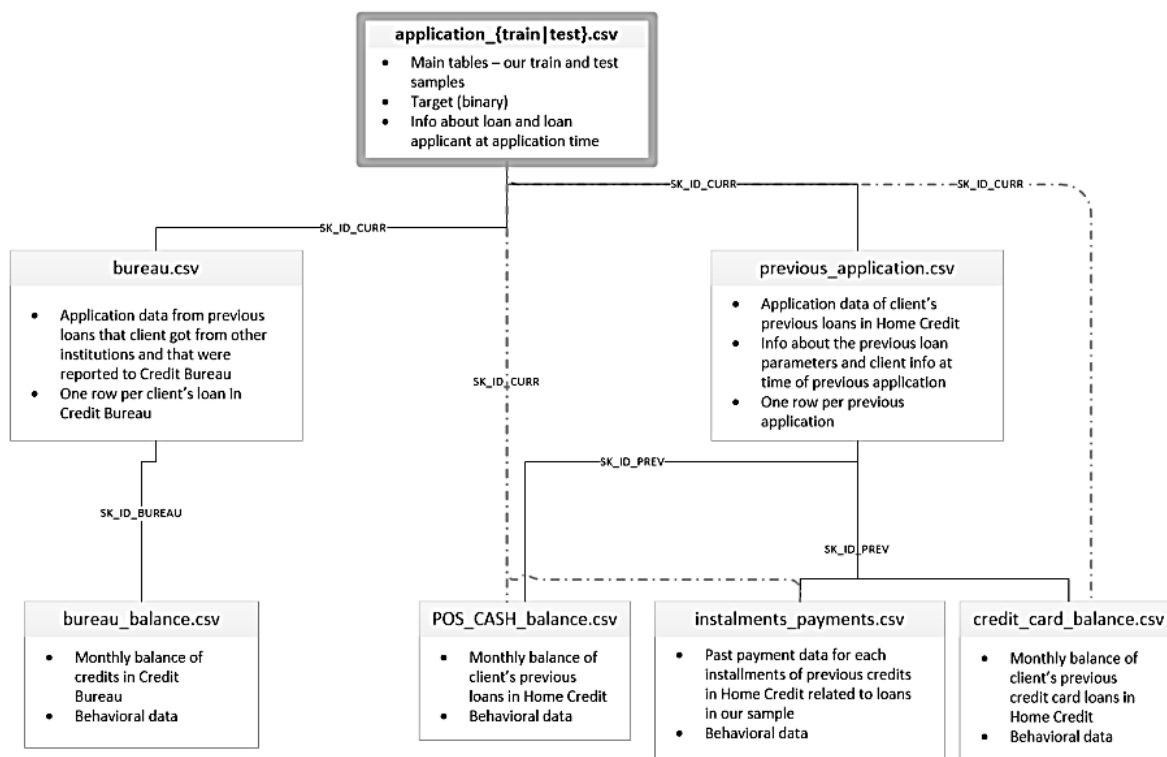 application_{train|test}.csv
• Main tables – our train and test
samples
• Target (binary)
• Info about loan and loan
applicant at application time
SK_ID_CURR
SK_ID_CURR
SK_ID_CURR
bureau.csv
• Application data from previous
loans that client got from other
institutions and that were
reported to Credit Bureau
• One row per client's loan in
Credit Bureau
previous_application.csv
• Application data of client's
previous loans in Home Credit
• Info about the previous loan
parameters and client info at
time of previous application
• One row per previous
application
SK_ID_CURR
SK_ID_PREV
SK_ID_BUREAU
SK_ID_PREV
bureau_balance.csv
• Monthly balance of
credits in Credit
Bureau
• Behavioral data
POS_CASH_balance.csv
• Monthly balance of
client's previous
loans in Home Credit
• Behavioral data
instalments_payments.csv
• Past payment data for each
installments of previous credits
in Home Credit related to loans
in our sample
• Behavioral data
credit_card_balance.csv
• Monthly balance of
client's previous
credit card loans in
Home Credit
• Behavioral data